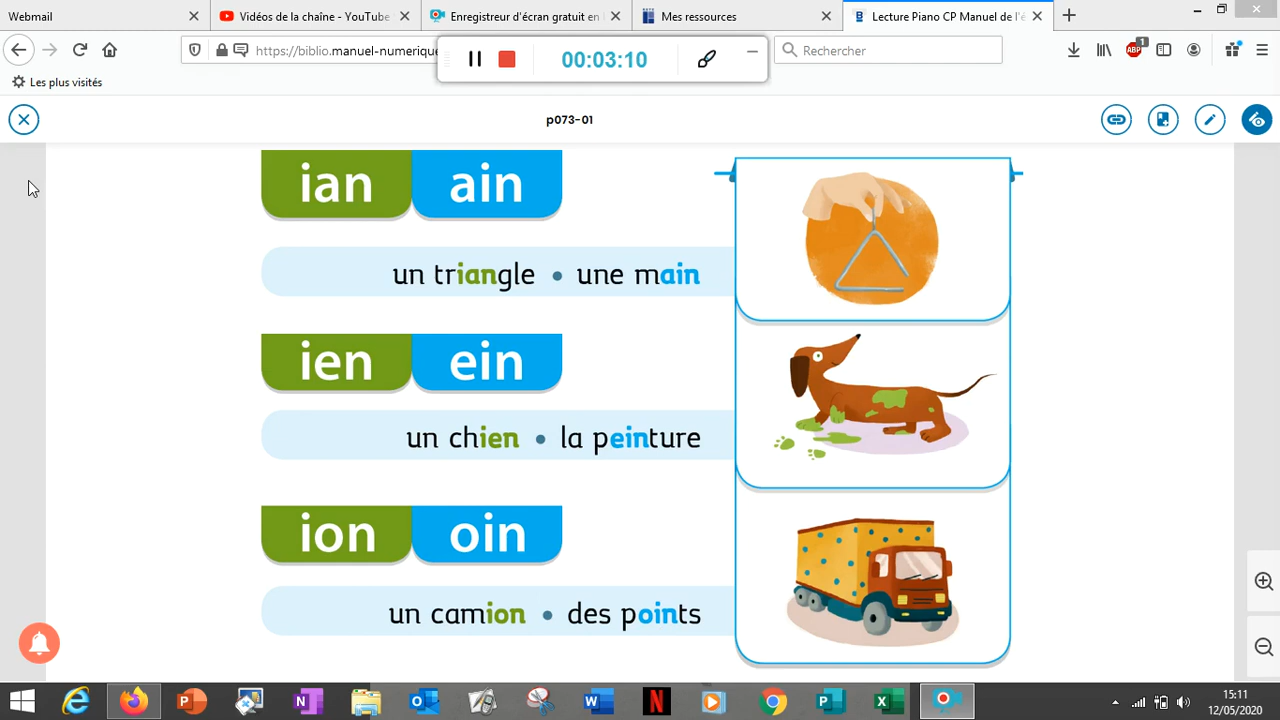 Webmail
Vidéos de la chaîne - YouTube
Enregistreur d'écran gratuit en
Mes ressources
Lecture Piano CP Manuel de l'é
https://biblio.manuel-numerique
00:03:10
Rechercher
ABP
1
Les plus visités
p073-01
ian ain
un triangle • une main
ien ein
un chien • la peinture
ion oin
un camion • des points
15:11
12/05/2020